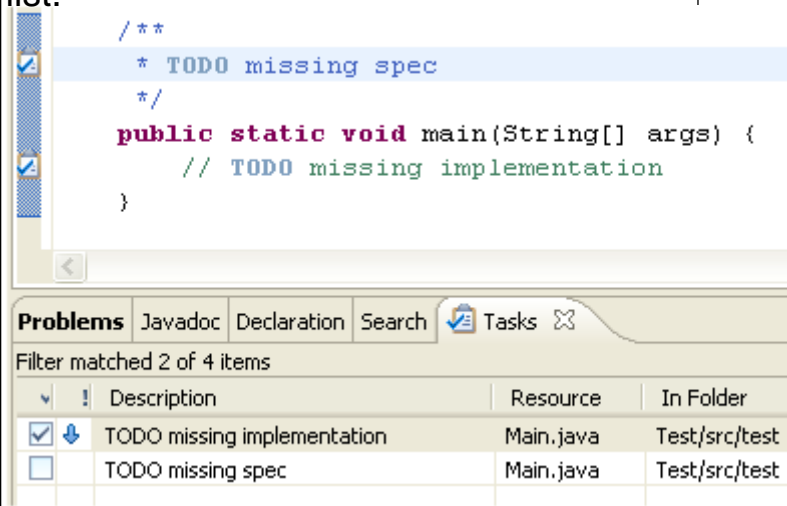 list.
/**
* TODO missing spec
*/
public static void main(String[] args) {
// TODO missing implementation
}
Problems Javadoc Declaration Search Tasks
Filter matched 2 of 4 items
! Description Resource In Folder
TODO missing implementation Main.java Test/src/test
TODO missing spec Main.java Test/src/test